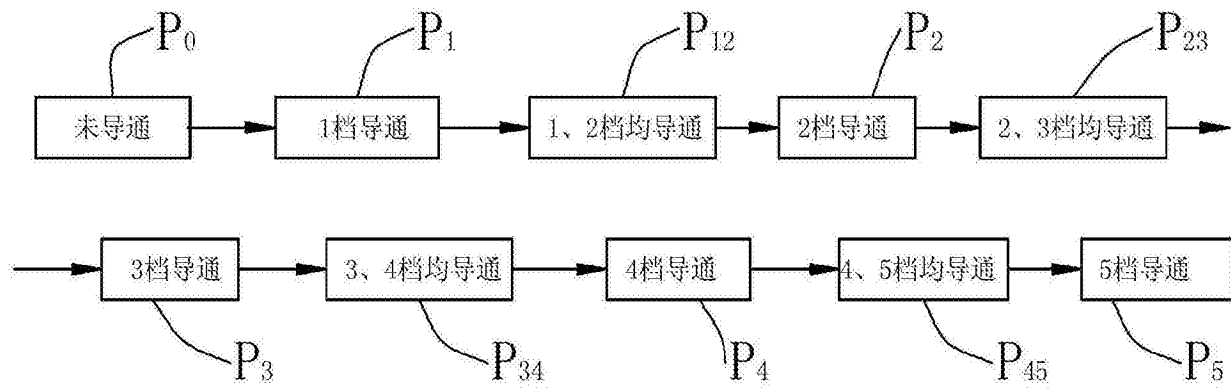 P0 P1 P12 P2 P23
未导通 1档导通 1、2档均导通 2档导通 2、3档均导通
3档导通 3、4档均导通 4档导通 4、5档均导通 5档导通
P3 P34 P4 P45 P5